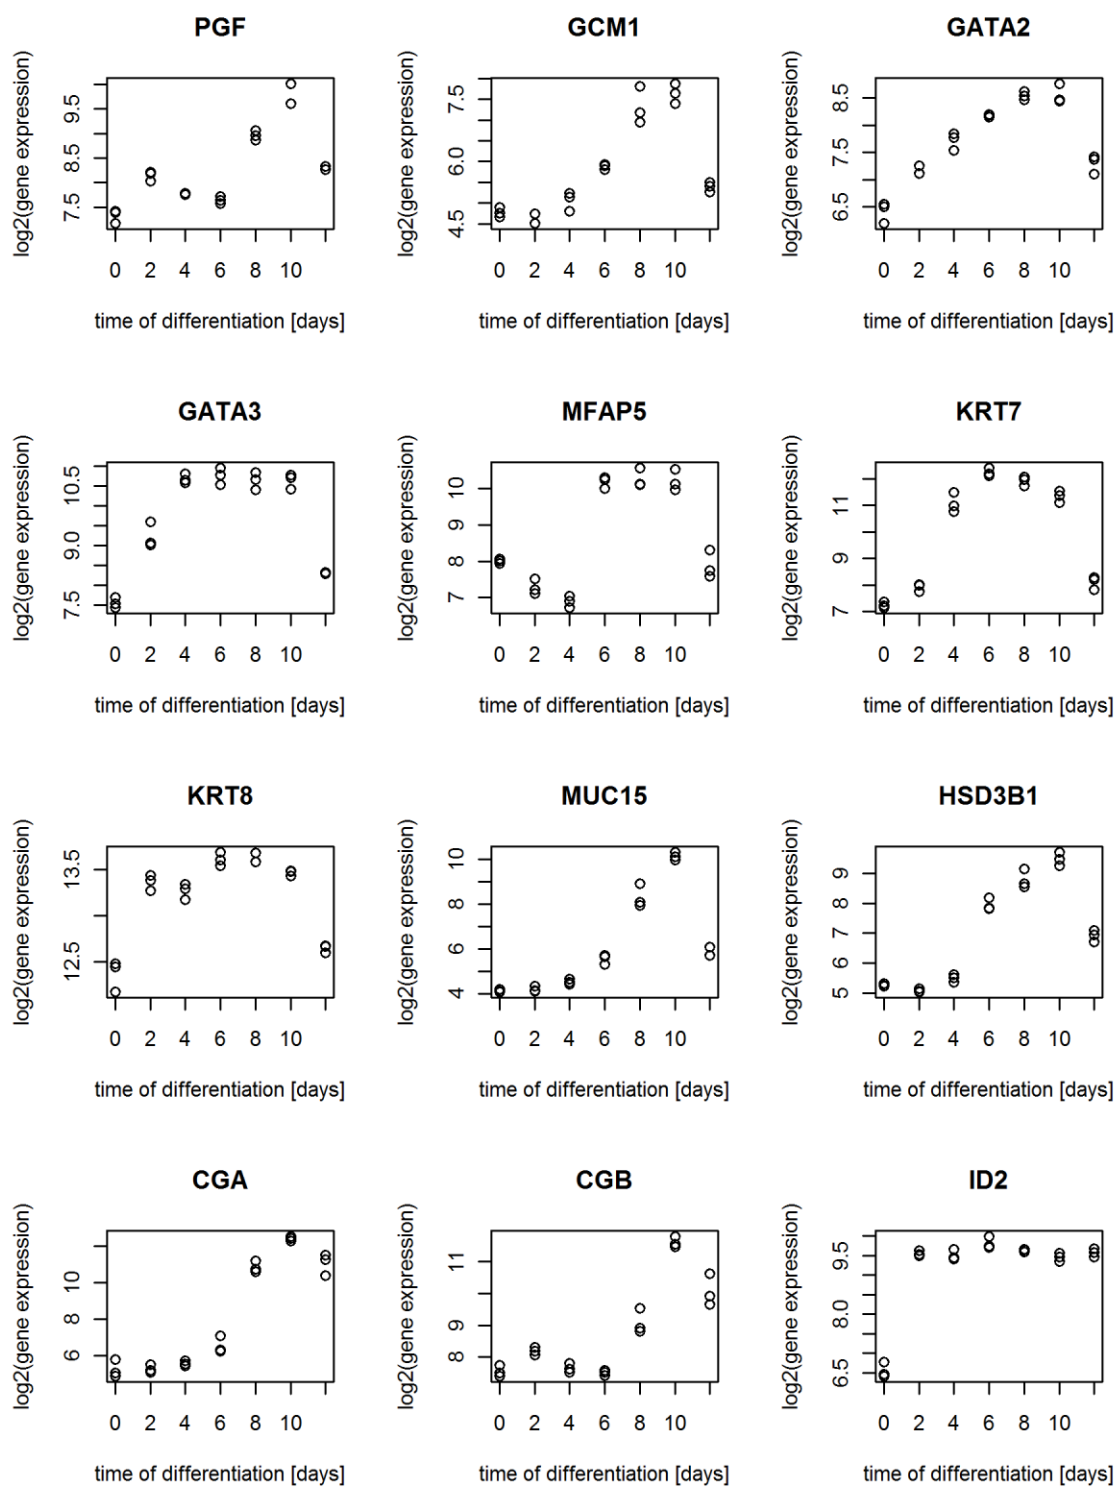 PGF
GCM1
GATA2
log2(gene expression)
7.5 8.5 9.5
0 2 4 6 8 10
time of differentiation [days]
log2(gene expression)
4.5 6.0 7.5
0 2 4 6 8 10
time of differentiation [days]
log2(gene expression)
6.5 7.5 8.5
0 2 4 6 8 10
time of differentiation [days]
GATA3
MFAP5
KRT7
log2(gene expression)
7.5 9.0 10.5
0 2 4 6 8 10
time of differentiation [days]
log2(gene expression)
7 8 9 10
0 2 4 6 8 10
time of differentiation [days]
log2(gene expression)
7 9 11
0 2 4 6 8 10
time of differentiation [days]
KRT8
MUC15
HSD3B1
log2(gene expression)
12.5 13.5
0 2 4 6 8 10
time of differentiation [days]
log2(gene expression)
4 6 8 10
0 2 4 6 8 10
time of differentiation [days]
log2(gene expression)
5 6 7 8 9
0 2 4 6 8 10
time of differentiation [days]
CGA
CGB
ID2
log2(gene expression)
6 8 10
0 2 4 6 8 10
time of differentiation [days]
log2(gene expression)
8 9 11
0 2 4 6 8 10
time of differentiation [days]
log2(gene expression)
6.5 8.0 9.5
0 2 4 6 8 10
time of differentiation [days]